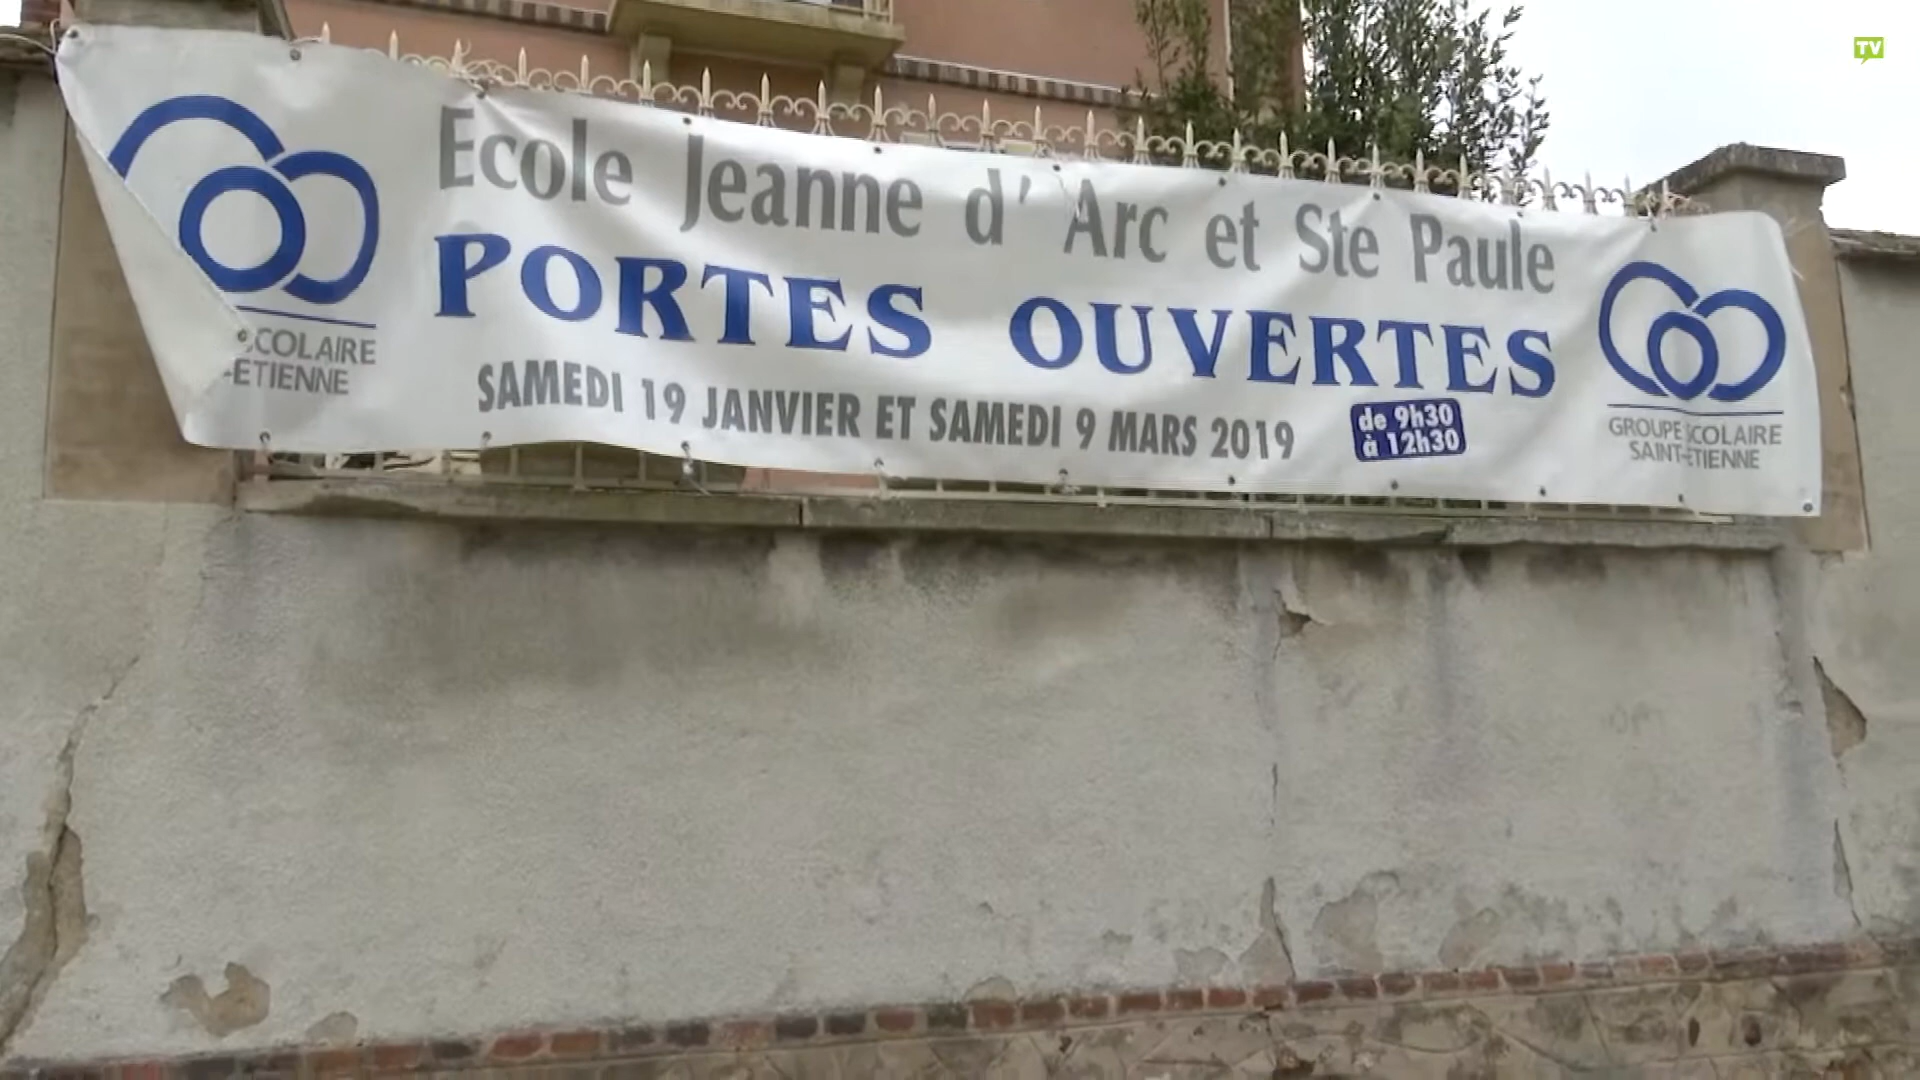 Ecole Jeanne d' Arc et Ste Paule
PORTES OUVERTES
SAMEDI 19 JANVIER ET SAMEDI 9 MARS 2019
de 9h30
à 12h30
SCOLAIRE
-ETIENNE
GROUPE SCOLAIRE
SAINT-ETIENNE
TV